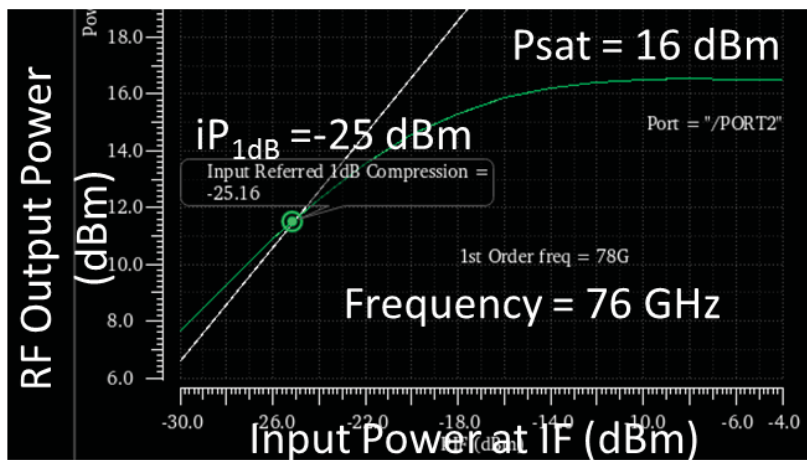 Po
18.0
16.0
14.0
12.0
10.0
8.0
6.0
RF Output Power
(dBm)
Psat = 16 dBm
Port = "/PORT2"
iP1dB =-25 dBm
Input Referred 1dB Compression =
-25.16
1st Order freq = 78G
Frequency = 76 GHz
-30.0 -26.0 -22.0 -18.0 -14.0 -10.0 -6.0 -4.0
Input Power at IF (dBm)